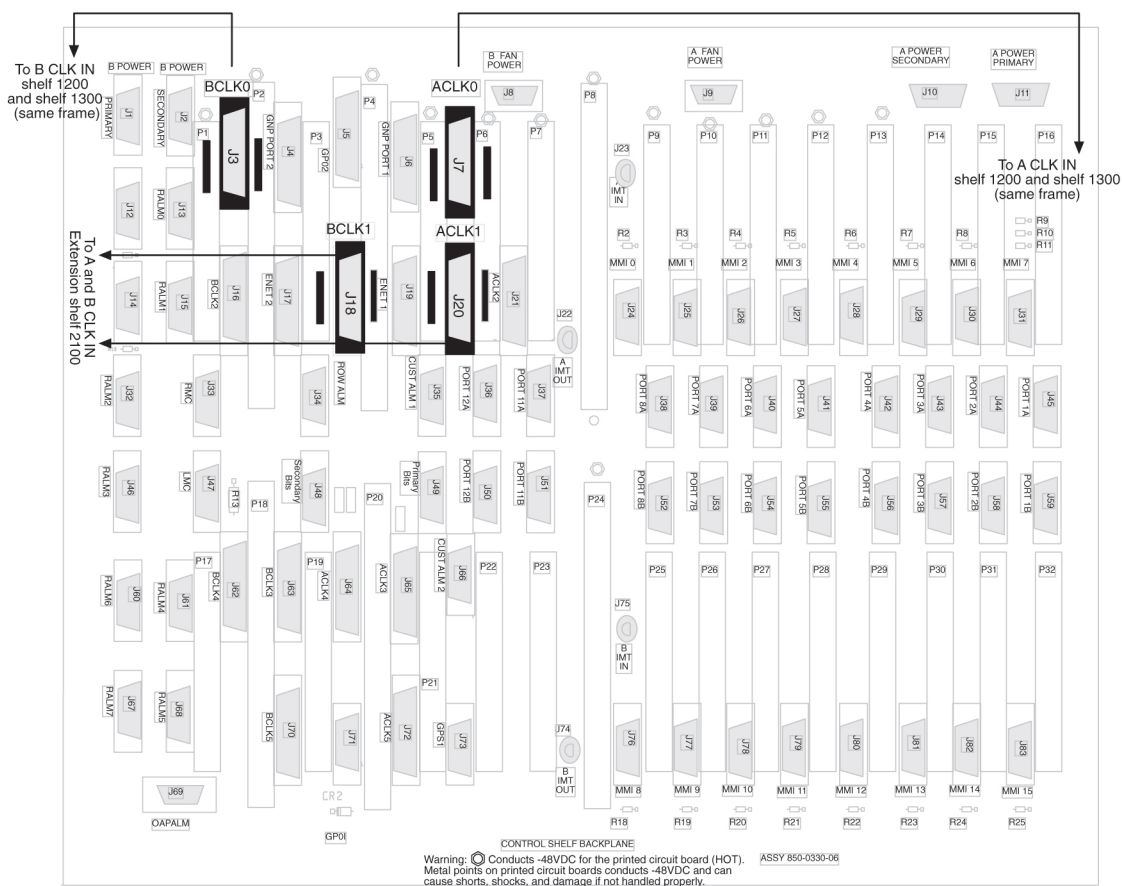 To B CLK IN
shelf 1200
and shelf 1300
(same frame)
B POWER
B POWER
BCLK0
ACLK0
B FAN
POWER
A FAN
POWER
A POWER
SECONDARY
A POWER
PRIMARY
PRIMARY
J1
SECONDARY
J2
P1
J3
P2
GNP PORT 2
J4
P3
GP02
J5
P4
GNP PORT 1
J6
P5
J7
P6
J8
P7
P8
J9
J10
J11
P9
P10
P11
P12
P13
P14
P15
P16
J23
IMT
IN
To A CLK IN
shelf 1200 and shelf 1300
(same frame)
J12
RALM0
J13
BCLK1
ACLK1
R2
R3
R4
R5
R6
R7
R8
R9
R10
R11
MMI 0
MMI 1
MMI 2
MMI 3
MMI 4
MMI 5
MMI 6
MMI 7
To A and B CLK IN
Extension shelf 2100
J14
RALM1
J15
BCLK2
J16
ENET 2
J17
J18
ENET 1
J19
J20
ACLK2
J21
J22
A
IMT
OUT
J24
J25
J26
J27
J28
J29
J30
J31
RALM2
J32
RMC
J33
J34
ROW ALM
CUST ALM 1
J35
PORT 12A
J36
PORT 11A
J37
PORT 8A
J38
PORT 7A
J39
PORT 6A
J40
PORT 5A
J41
PORT 4A
J42
PORT 3A
J43
PORT 2A
J44
PORT 1A
J45
RALM3
J46
LMC
J47
R13
P18
Secondary
Bits
J48
P20
Primary
Bits
J49
PORT 12B
J50
PORT 11B
J51
P24
PORT 8B
J52
PORT 7B
J53
PORT 6B
J54
PORT 5B
J55
PORT 4B
J56
PORT 3B
J57
PORT 2B
J58
PORT 1B
J59
RALM6
J60
RALM4
J61
P17
BCLK4
J62
BCLK3
J63
P19
ACLK4
J64
ACLK3
J65
CUST ALM 2
J66
P22
P23
P25
P26
P27
P28
P29
P30
P31
P32
J75
B
IMT
IN
RALM7
J67
RALM5
J68
BCLK5
J70
J71
ACLK5
J72
P21
GPS1
J73
J74
B
IMT
OUT
J76
J77
J78
J79
J80
J81
J82
J83
J69
OAPALM
CR2
GP0I
MMI 8
MMI 9
MMI 10
MMI 11
MMI 12
MMI 13
MMI 14
MMI 15
R18
R19
R20
R21
R22
R23
R24
R25
CONTROL SHELF BACKPLANE
Warning: Conducts -48VDC for the printed circuit board (HOT).
Metal points on printed circuit boards conducts -48VDC and can
cause shorts, shocks, and damage if not handled properly.
ASSY 850-0330-06